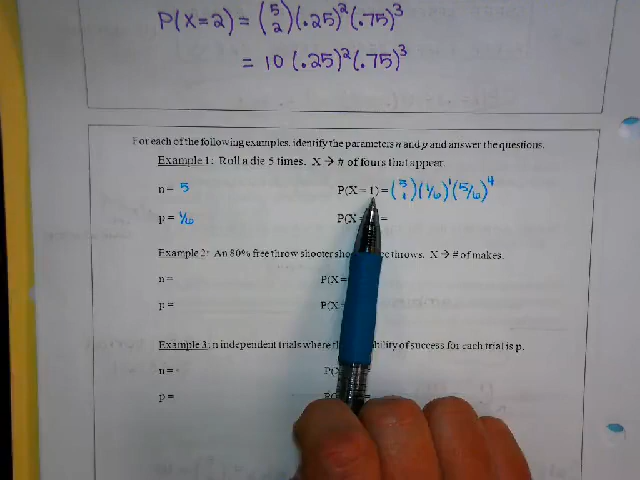 P(X=2) = (5 2) (.25)² (.75)³
= 10 (.25)² (.75)³
For each of the following examples, identify the parameters n and p and answer the questions.
Example 1: Roll a die 5 times. X → # of fours that appear.
n = 5 P(X = 1) = (5 1) (1/6)¹ (5/6)⁴
p = 1/6 P(X =
Example 2: An 80% free throw shooter throws. X → # of makes.
n = P(X =
p = P(X
Example 3: n independent trials where of success for each trial is p.
n = P(X
p =